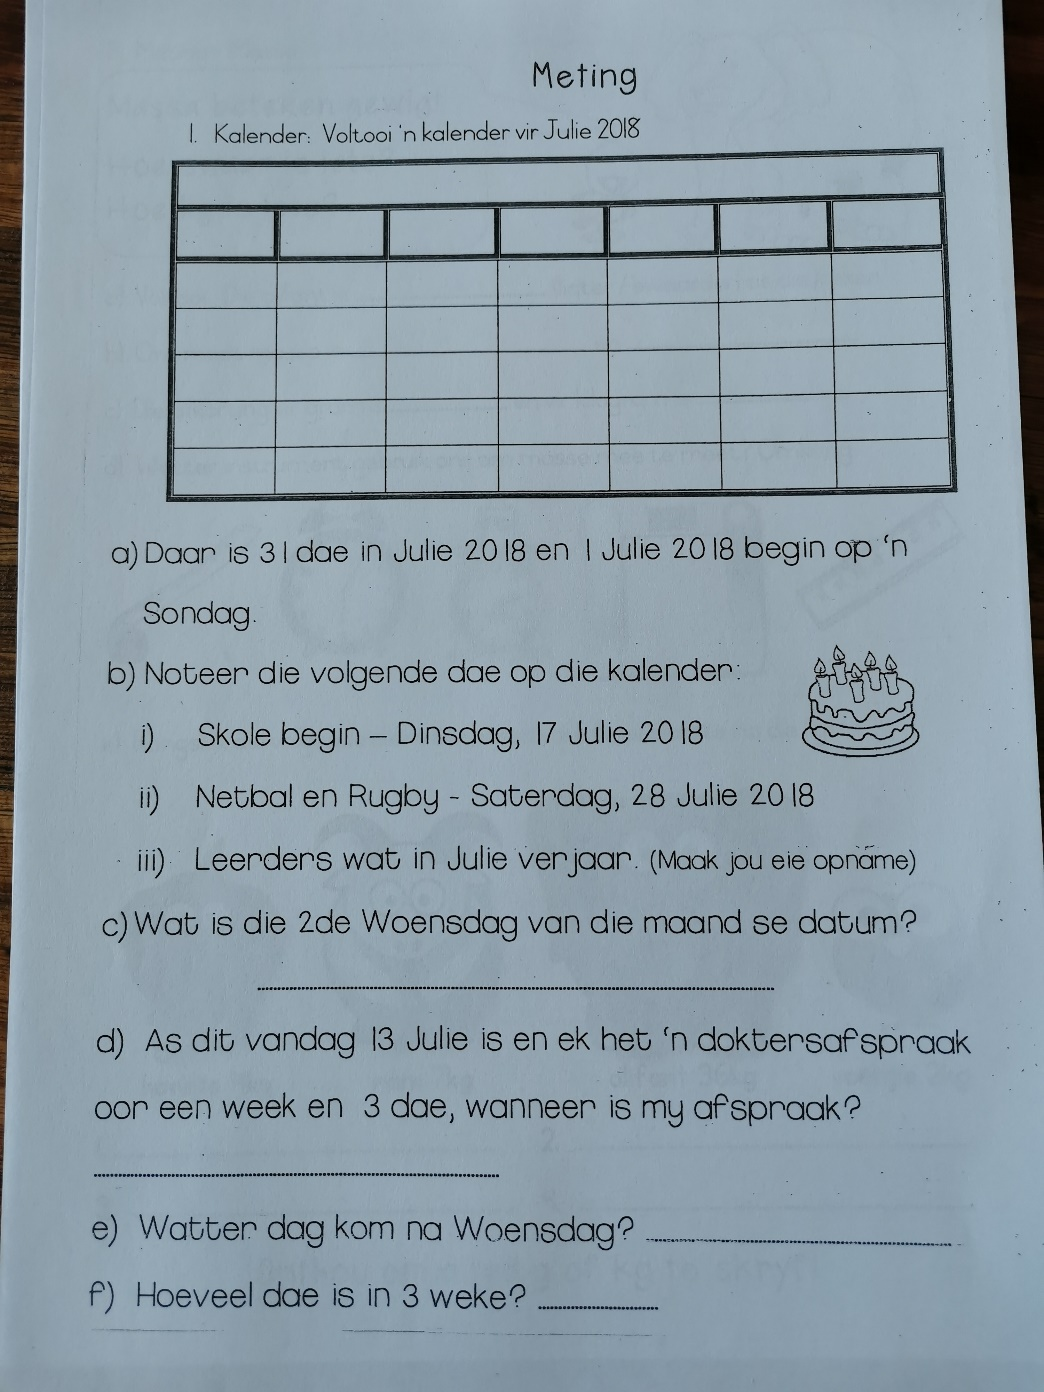 Meting
1. Kalender: Voltooi 'n kalender vir Julie 2018
a) Daar is 31 dae in Julie 2018 en 1 Julie 2018 begin op 'n
Sondag.
b) Noteer die volgende dae op die kalender:
i) Skole begin – Dinsdag, 17 Julie 2018
ii) Netbal en Rugby - Saterdag, 28 Julie 2018
iii) Leerders wat in Julie verjaar. (Maak jou eie opname)
c) Wat is die 2de Woensdag van die maand se datum?
d) As dit vandag 13 Julie is en ek het 'n doktersafspraak
oor een week en 3 dae, wanneer is my afspraak?
e) Watter dag kom na Woensdag?
f) Hoeveel dae is in 3 weke?